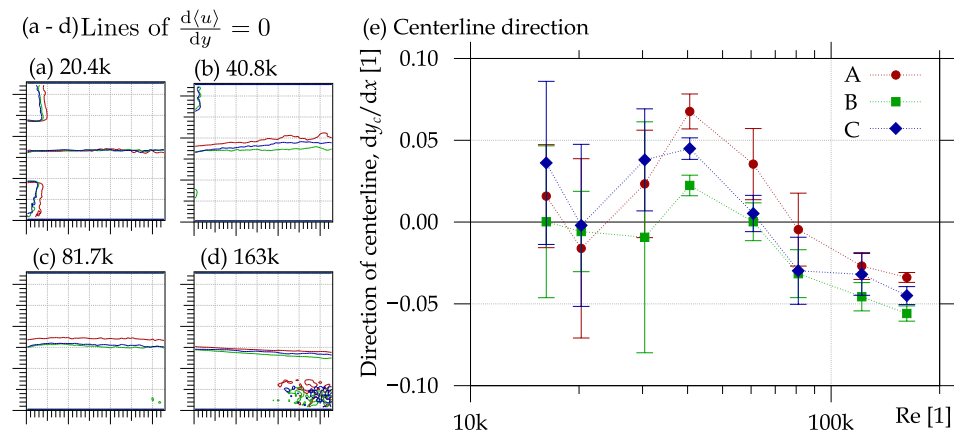 (a - d)Lines of d⟨u⟩/dy = 0
(a) 20.4k
(b) 40.8k
(c) 81.7k
(d) 163k
(e) Centerline direction
Direction of centerline, dy_c/dx [1]
0.10
0.05
0.00
−0.05
−0.10
A
B
C
10k
100k
Re [1]